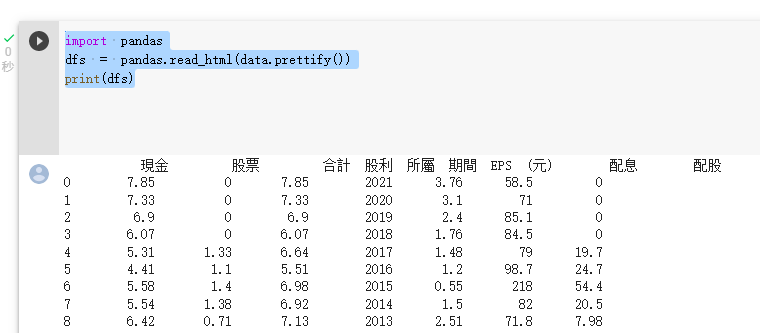 import pandas
dfs = pandas.read_html(data.prettify())
print(dfs)
0
秒
現金 股票 合計 股利 所屬 期間 EPS (元) 配息 配股
0 7.85 0 7.85 2021 3.76 58.5 0
1 7.33 0 7.33 2020 3.1 71 0
2 6.9 0 6.9 2019 2.4 85.1 0
3 6.07 0 6.07 2018 1.76 84.5 0
4 5.31 1.33 6.64 2017 1.48 79 19.7
5 4.41 1.1 5.51 2016 1.2 98.7 24.7
6 5.58 1.4 6.98 2015 0.55 218 54.4
7 5.54 1.38 6.92 2014 1.5 82 20.5
8 6.42 0.71 7.13 2013 2.51 71.8 7.98